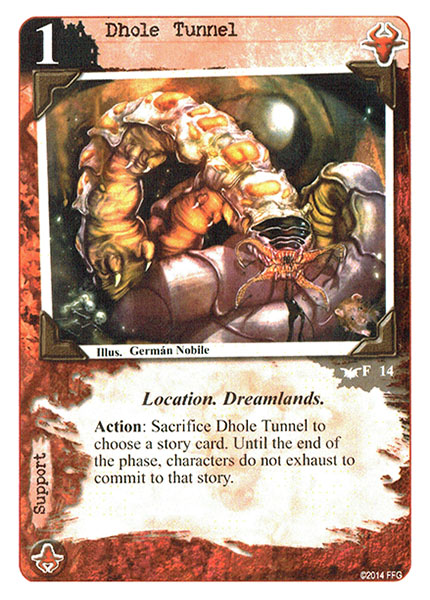 1
Dhole Tunnel
Illus. Germán Nobile
F 14
Location. Dreamlands.
Action: Sacrifice Dhole Tunnel to
choose a story card. Until the end of
the phase, characters do not exhaust to
commit to that story.
Support
©2014 FFG